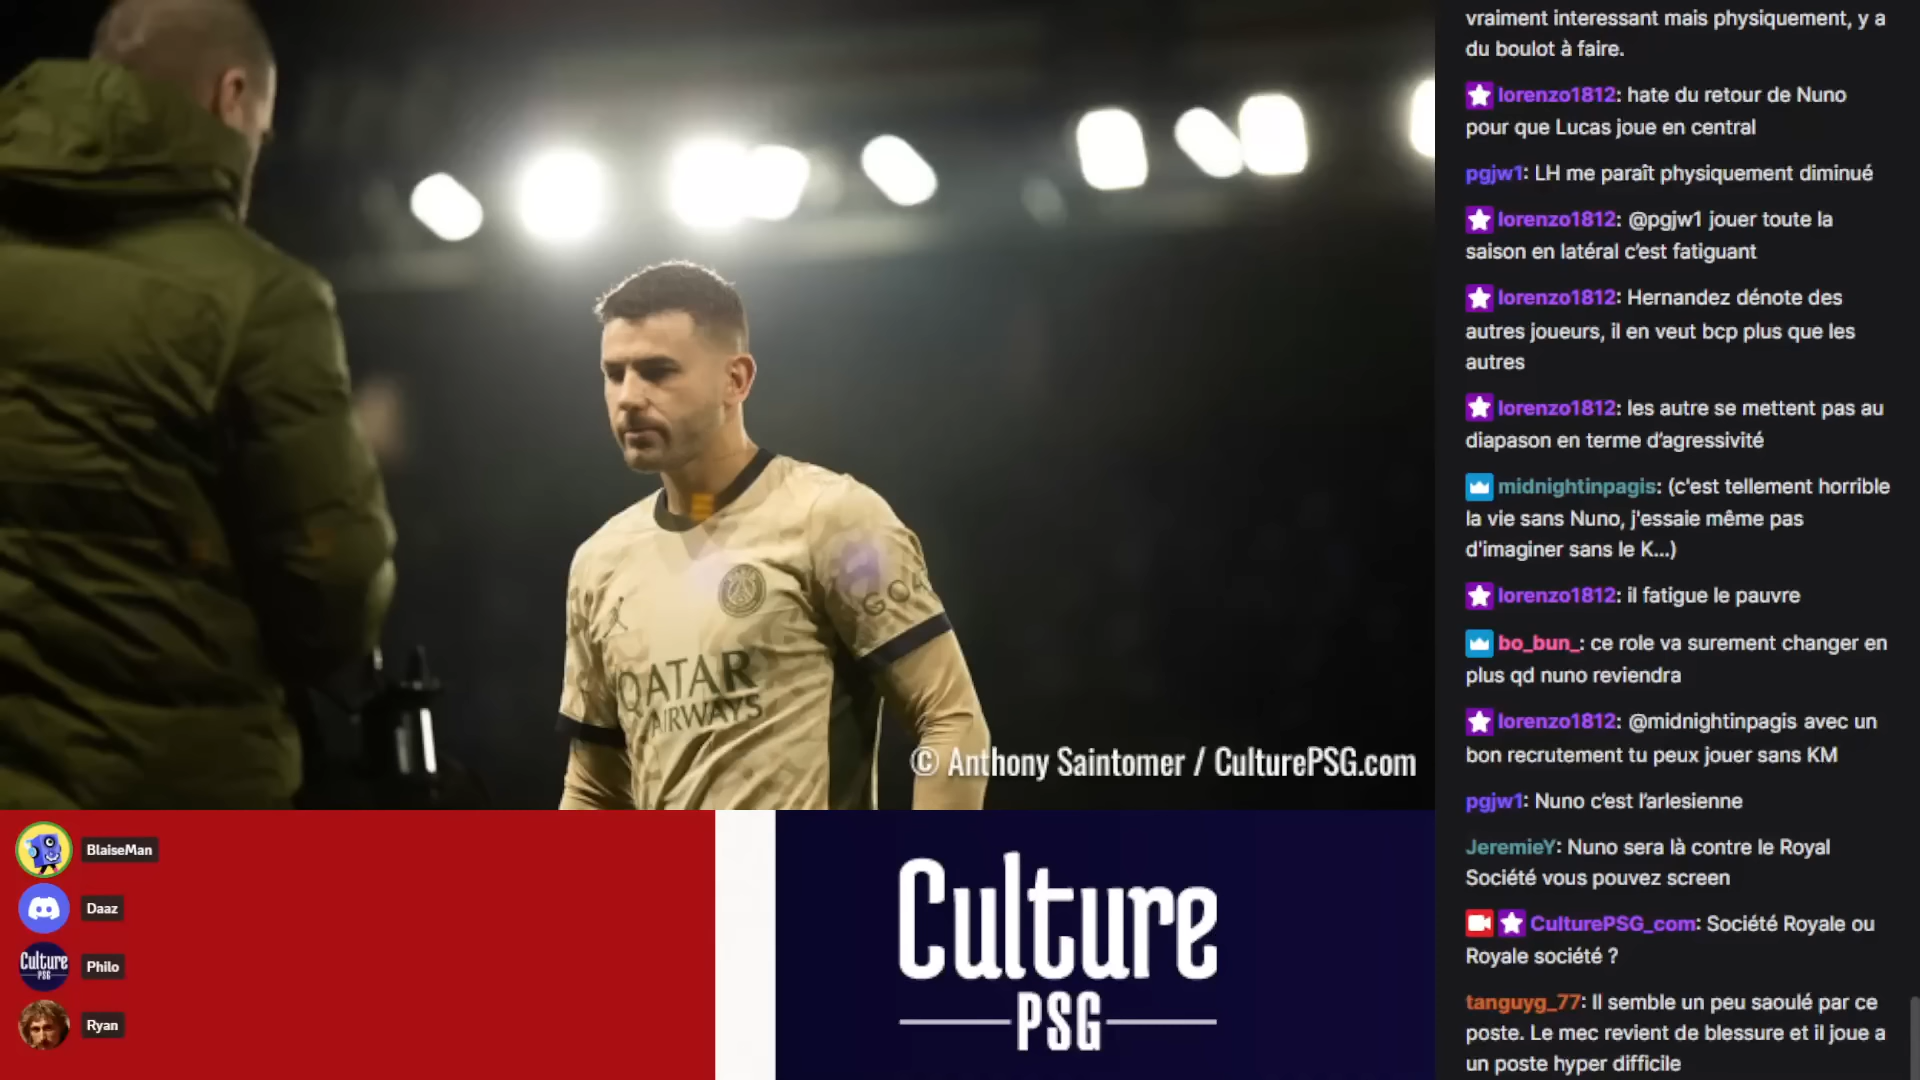 GOA
QATAR
AIRWAYS
© Anthony Saintomer / CulturePSG.com
BlaiseMan
Daaz
Culture
PSG
Philo
Ryan
Culture
PSG
vraiment interessant mais physiquement, y a
du boulot à faire.
lorenzo1812: hate du retour de Nuno
pour que Lucas joue en central
pgjw1: LH me paraît physiquement diminué
lorenzo1812: @pgjw1 jouer toute la
saison en latéral c’est fatiguant
lorenzo1812: Hernandez dénote des
autres joueurs, il en veut bcp plus que les
autres
lorenzo1812: les autre se mettent pas au
diapason en terme d’agressivité
midnightinpagis: (c'est tellement horrible
la vie sans Nuno, j'essaie même pas
d'imaginer sans le K...)
lorenzo1812: il fatigue le pauvre
bo_bun_: ce role va surement changer en
plus qd nuno reviendra
lorenzo1812: @midnightinpagis avec un
bon recrutement tu peux jouer sans KM
pgjw1: Nuno c’est l’arlesienne
JeremieY: Nuno sera là contre le Royal
Société vous pouvez screen
CulturePSG_com: Société Royale ou
Royale société ?
tanguyg_77: Il semble un peu saoulé par ce
poste. Le mec revient de blessure et il joue a
un poste hyper difficile